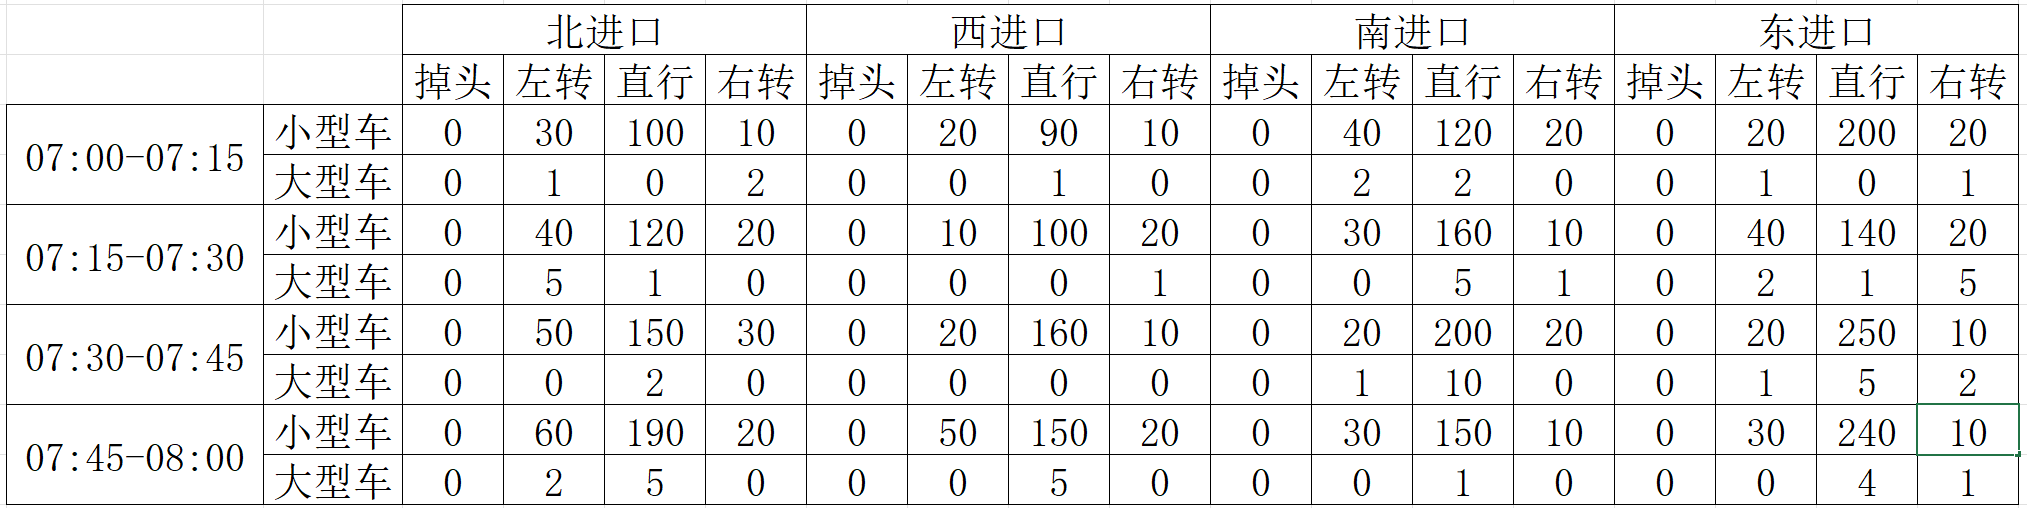 北进口 西进口 南进口 东进口
掉头 左转 直行 右转 掉头 左转 直行 右转 掉头 左转 直行 右转 掉头 左转 直行 右转
07:00-07:15 小型车 0 30 100 10 0 20 90 10 0 40 120 20 0 20 200 20
大型车 0 1 0 2 0 0 1 0 0 2 2 0 0 1 0 1
07:15-07:30 小型车 0 40 120 20 0 10 100 20 0 30 160 10 0 40 140 20
大型车 0 5 1 0 0 0 0 1 0 0 5 1 0 2 1 5
07:30-07:45 小型车 0 50 150 30 0 20 160 10 0 20 200 20 0 20 250 10
大型车 0 0 2 0 0 0 0 0 0 1 10 0 0 1 5 2
07:45-08:00 小型车 0 60 190 20 0 50 150 20 0 30 150 10 0 30 240 10
大型车 0 2 5 0 0 0 5 0 0 0 1 0 0 0 4 1